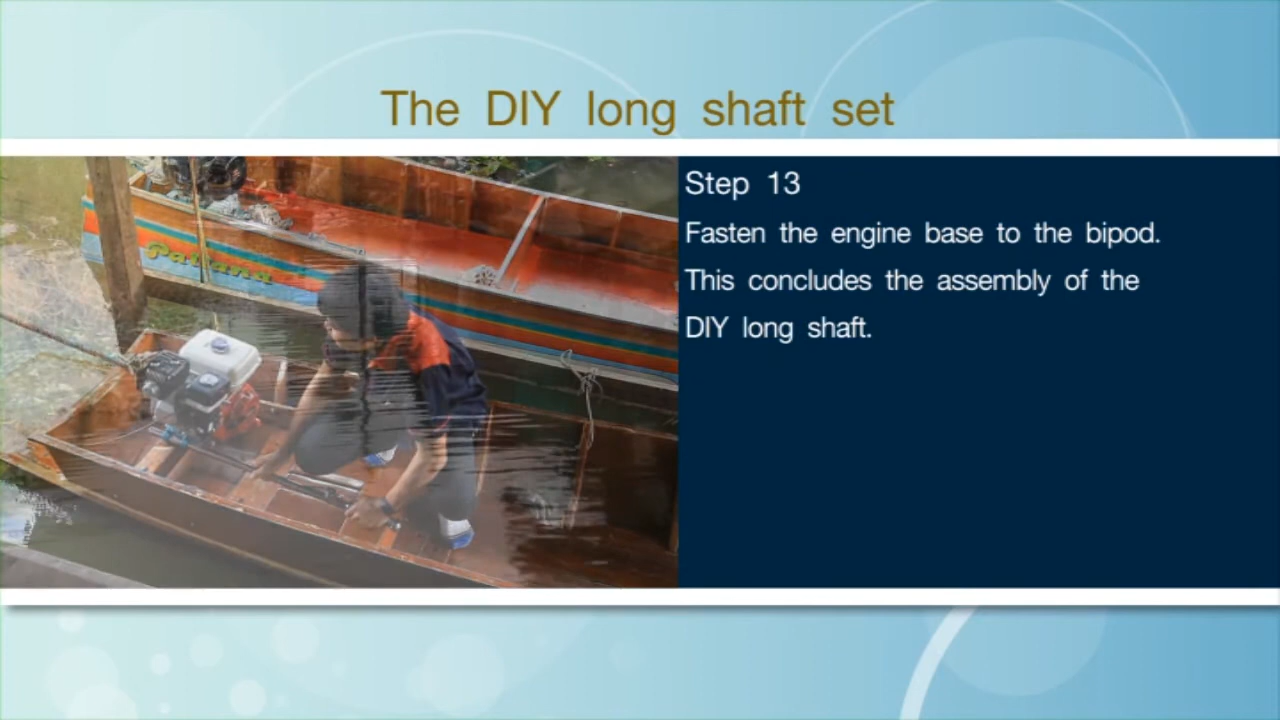 The DIY long shaft set
Step 13
Fasten the engine base to the bipod.
This concludes the assembly of the
DIY long shaft.